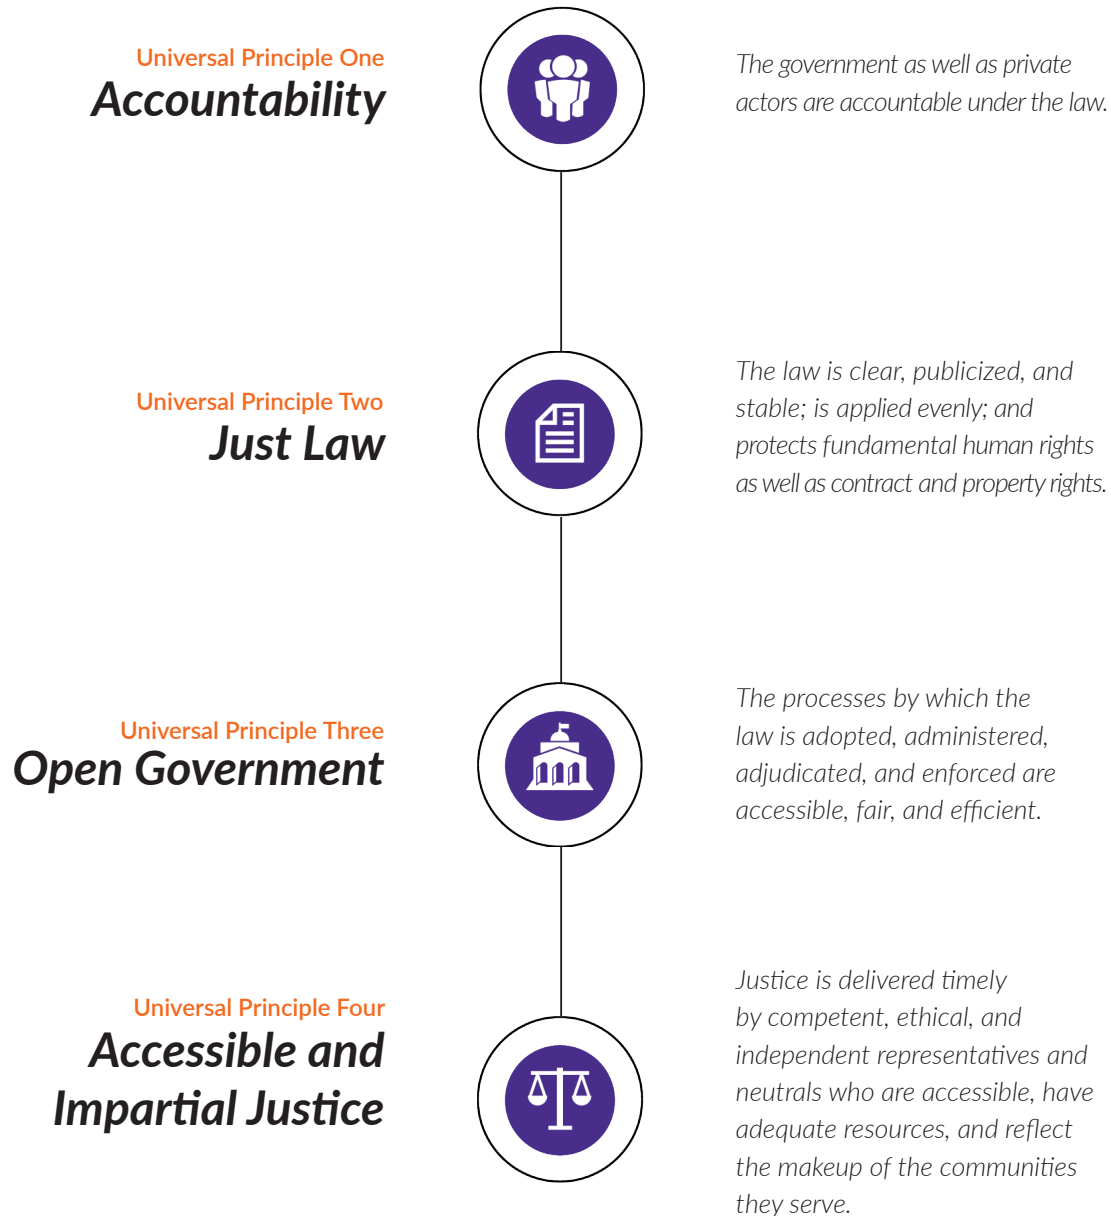 Universal Principle One
Accountability
The government as well as private
actors are accountable under the law.
Universal Principle Two
Just Law
The law is clear, publicized, and
stable; is applied evenly; and
protects fundamental human rights
as well as contract and property rights.
Universal Principle Three
Open Government
The processes by which the
law is adopted, administered,
adjudicated, and enforced are
accessible, fair, and efficient.
Universal Principle Four
Accessible and
Impartial Justice
Justice is delivered timely
by competent, ethical, and
independent representatives and
neutrals who are accessible, have
adequate resources, and reflect
the makeup of the communities
they serve.